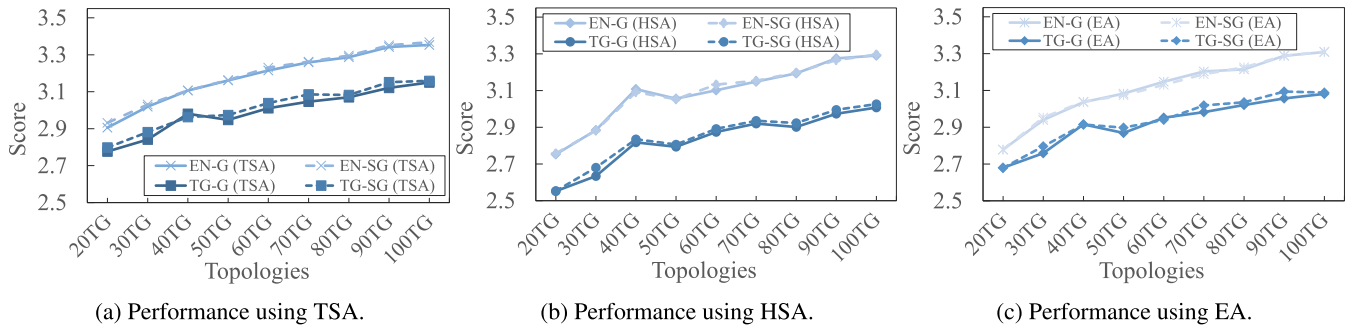 3.5
3.3
3.1
2.9
2.7
2.5
Score
EN-G (TSA) EN-SG (TSA)
TG-G (TSA) TG-SG (TSA)
20TG 30TG 40TG 50TG 60TG 70TG 80TG 90TG 100TG
Topologies
(a) Performance using TSA.
3.5
3.3
3.1
2.9
2.7
2.5
Score
EN-G (HSA) EN-SG (HSA)
TG-G (HSA) TG-SG (HSA)
20TG 30TG 40TG 50TG 60TG 70TG 80TG 90TG 100TG
Topologies
(b) Performance using HSA.
3.5
3.3
3.1
2.9
2.7
2.5
Score
EN-G (EA) EN-SG (EA)
TG-G (EA) TG-SG (EA)
20TG 30TG 40TG 50TG 60TG 70TG 80TG 90TG 100TG
Topologies
(c) Performance using EA.